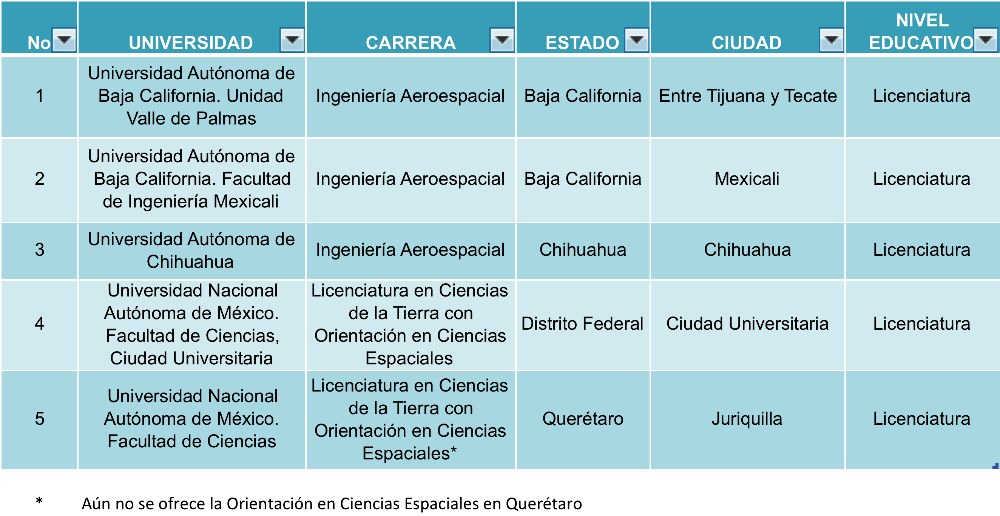 No UNIVERSIDAD CARRERA ESTADO CIUDAD NIVEL EDUCATIVO
1
Universidad Autónoma de
Baja California. Unidad
Valle de Palmas
Ingeniería Aeroespacial
Baja California
Entre Tijuana y Tecate
Licenciatura
2
Universidad Autónoma de
Baja California. Facultad
de Ingeniería Mexicali
Ingeniería Aeroespacial
Baja California
Mexicali
Licenciatura
3
Universidad Autónoma de
Chihuahua
Ingeniería Aeroespacial
Chihuahua
Chihuahua
Licenciatura
4
Universidad Nacional
Autónoma de México.
Facultad de Ciencias,
Ciudad Universitaria
Licenciatura en Ciencias
de la Tierra con
Orientación en Ciencias
Espaciales
Distrito Federal
Ciudad Universitaria
Licenciatura
5
Universidad Nacional
Autónoma de México.
Facultad de Ciencias
Licenciatura en Ciencias
de la Tierra con
Orientación en Ciencias
Espaciales*
Querétaro
Juriquilla
Licenciatura
* Aún no se ofrece la Orientación en Ciencias Espaciales en Querétaro